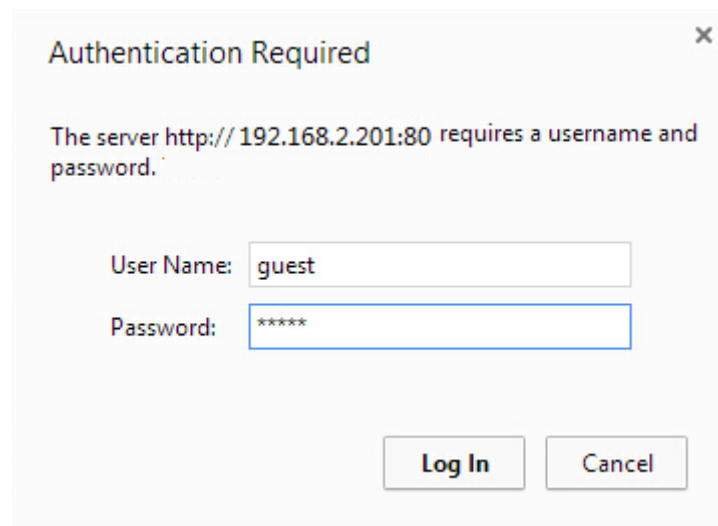 Authentication Required
The server http:// 192.168.2.201:80 requires a username and
password.
User Name: guest
Password: *****
Log In Cancel